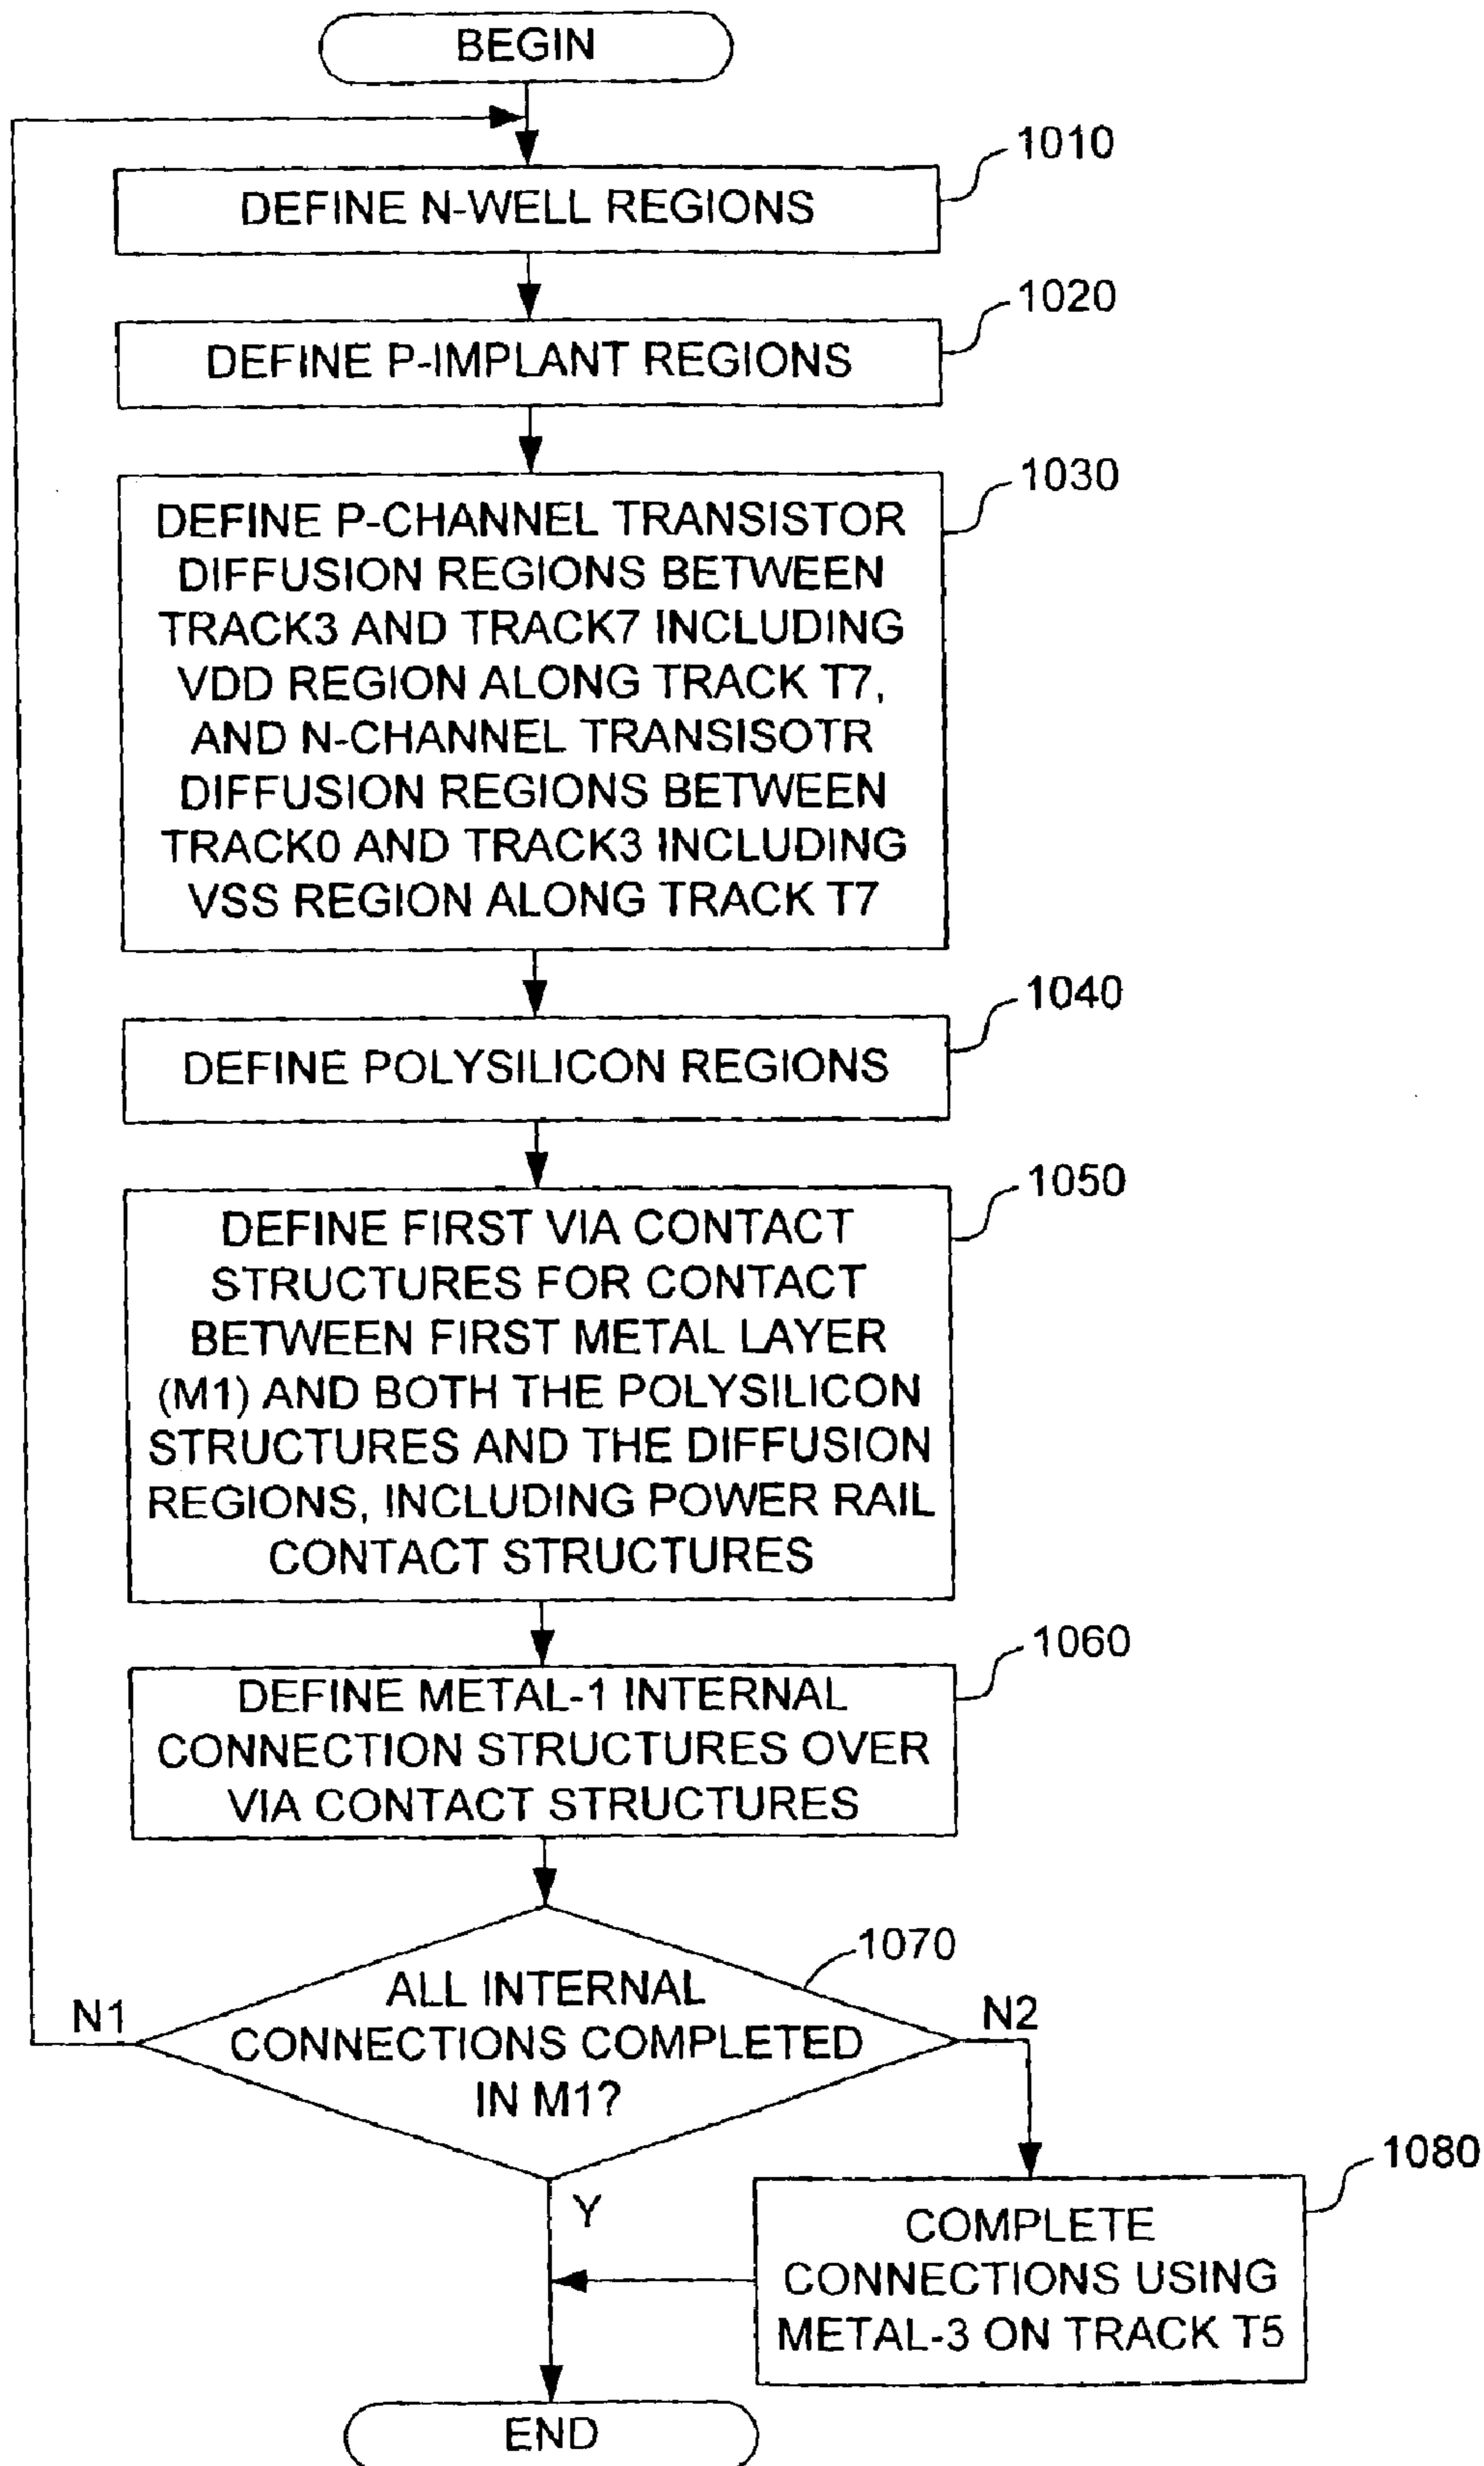 BEGIN
1010
DEFINE N-WELL REGIONS
1020
DEFINE P-IMPLANT REGIONS
1030
DEFINE P-CHANNEL TRANSISTOR
DIFFUSION REGIONS BETWEEN
TRACK3 AND TRACK7 INCLUDING
VDD REGION ALONG TRACK T7,
AND N-CHANNEL TRANSISOTR
DIFFUSION REGIONS BETWEEN
TRACK0 AND TRACK3 INCLUDING
VSS REGION ALONG TRACK T7
1040
DEFINE POLYSILICON REGIONS
1050
DEFINE FIRST VIA CONTACT
STRUCTURES FOR CONTACT
BETWEEN FIRST METAL LAYER
(M1) AND BOTH THE POLYSILICON
STRUCTURES AND THE DIFFUSION
REGIONS, INCLUDING POWER RAIL
CONTACT STRUCTURES
1060
DEFINE METAL-1 INTERNAL
CONNECTION STRUCTURES OVER
VIA CONTACT STRUCTURES
1070
ALL INTERNAL
CONNECTIONS COMPLETED
IN M1?
N1
N2
Y
1080
COMPLETE
CONNECTIONS USING
METAL-3 ON TRACK T5
END